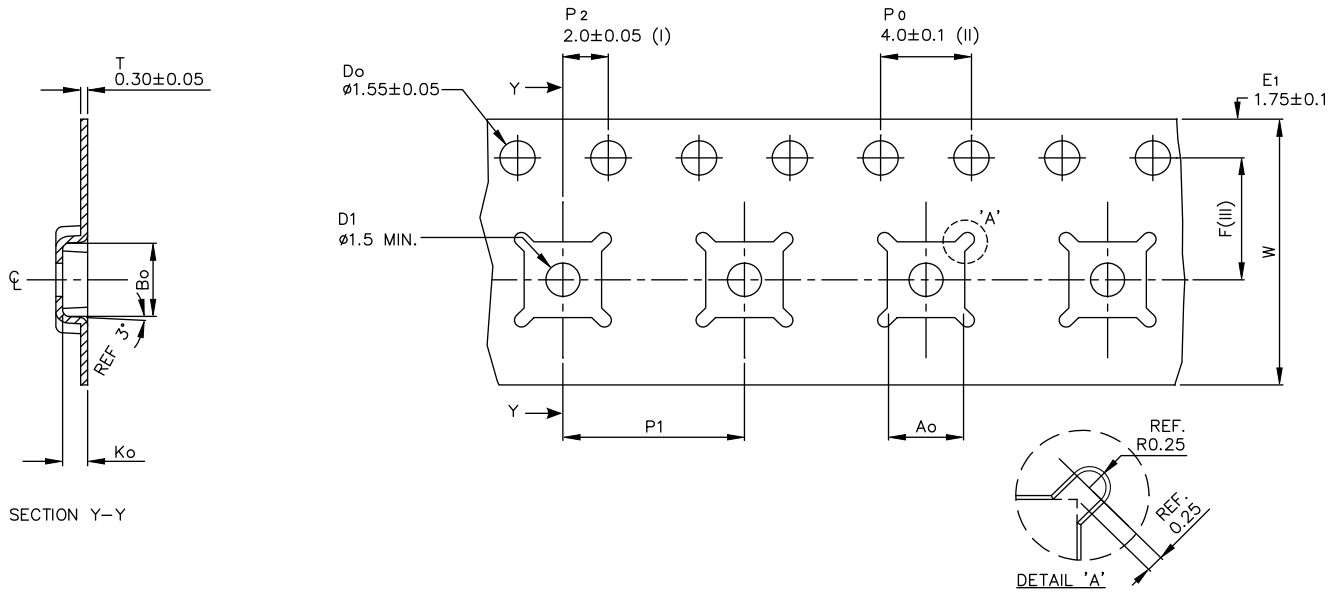 T
0.30±0.05
P2
2.0±0.05 (I)
Po
4.0±0.1 (II)
E1
1.75±0.1
Do
ø1.55±0.05
Y
D1
ø1.5 MIN.
'A'
F(III)
W
℄
Bo
REF 3°
Ko
Y
P1
Ao
SECTION Y-Y
REF.
R0.25
REF.
0.25
DETAIL 'A'